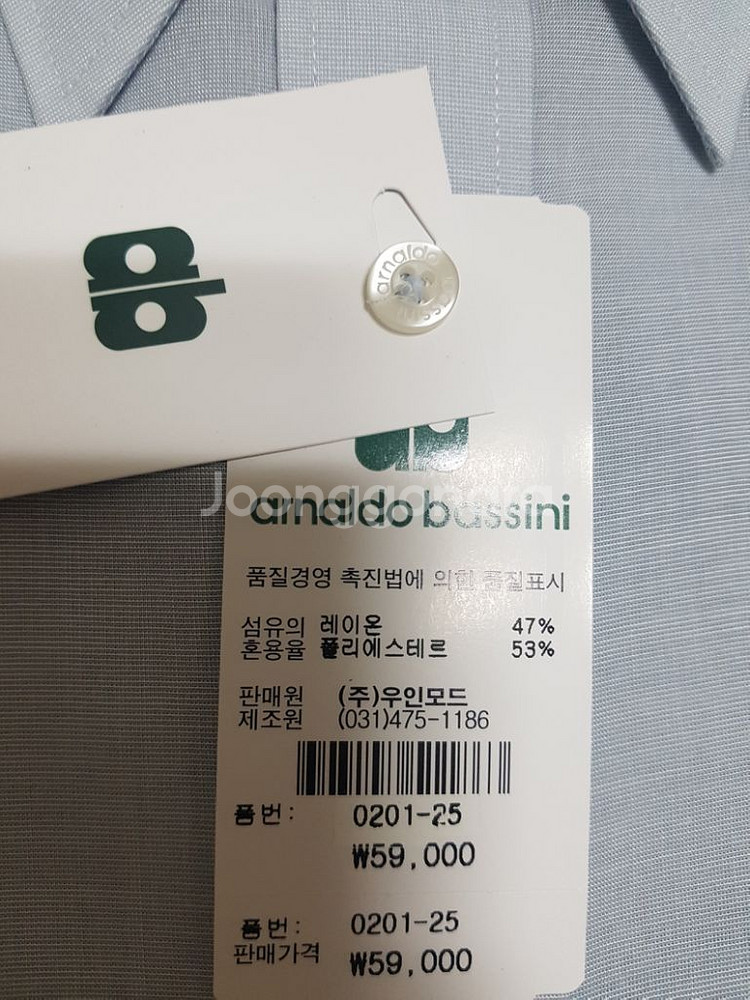 arnaldo bassini
Joonggonara
arnaldo bassini
품질경영 촉진법에 의한 품질표시
섬유의 레이온 47%
혼용율 폴리에스테르 53%
판매원 (주)우인모드
제조원 (031)475-1186
품번: 0201-25
₩59,000
품번: 0201-25
판매가격 ₩59,000